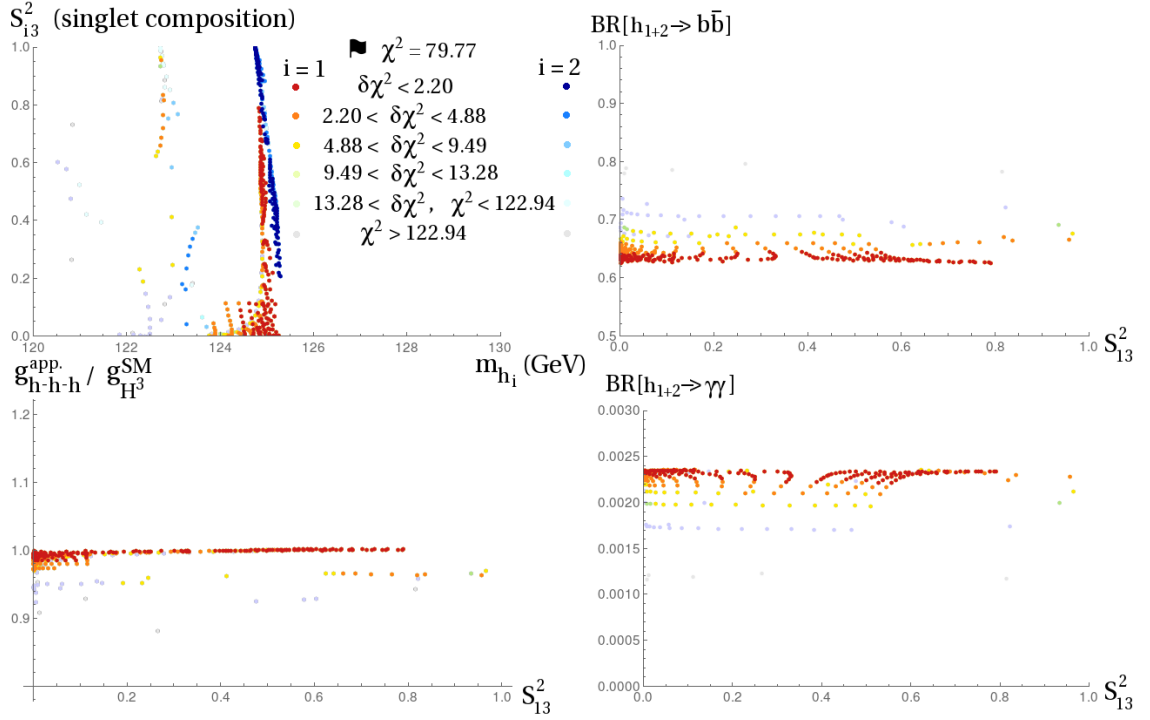 S²ᵢ₃ (singlet composition)
1.0
0.8
0.6
0.4
0.2
0.0
120
122
124
126
128
130
m_hᵢ (GeV)
⚑ χ² = 79.77
i = 1
i = 2
δχ² < 2.20
2.20 < δχ² < 4.88
4.88 < δχ² < 9.49
9.49 < δχ² < 13.28
13.28 < δχ², χ² < 122.94
χ² > 122.94
BR[h₁₊₂->bb̄]
1.0
0.9
0.8
0.7
0.6
0.5
0.0
0.2
0.4
0.6
0.8
1.0
S²₁₃
g^app._h-h-h / g^SM_H³
1.2
1.1
1.0
0.9
0.2
0.4
0.6
0.8
1.0
S²₁₃
BR[h₁₊₂->γγ]
0.0030
0.0025
0.0020
0.0015
0.0010
0.0005
0.0000
0.0
0.2
0.4
0.6
0.8
1.0
S²₁₃